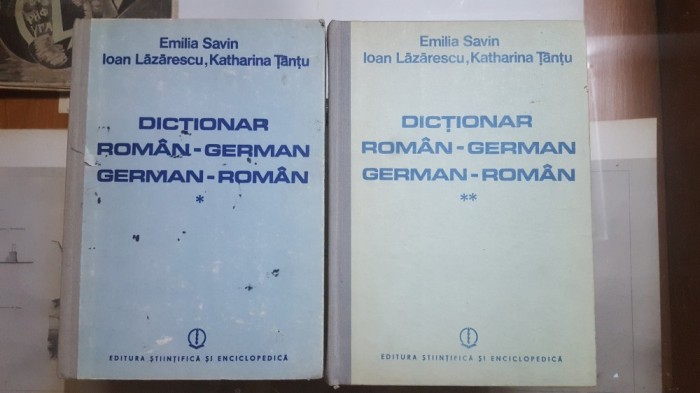 Emilia Savin
Ioan Lăzărescu, Katharina Țânțu
DICȚIONAR
ROMÂN-GERMAN
GERMAN-ROMÂN
*
EDITURA ȘTIINȚIFICĂ ȘI ENCICLOPEDICĂ
Emilia Savin
Ioan Lăzărescu, Katharina Țânțu
DICȚIONAR
ROMÂN-GERMAN
GERMAN-ROMÂN
**
EDITURA ȘTIINȚIFICĂ ȘI ENCICLOPEDICĂ